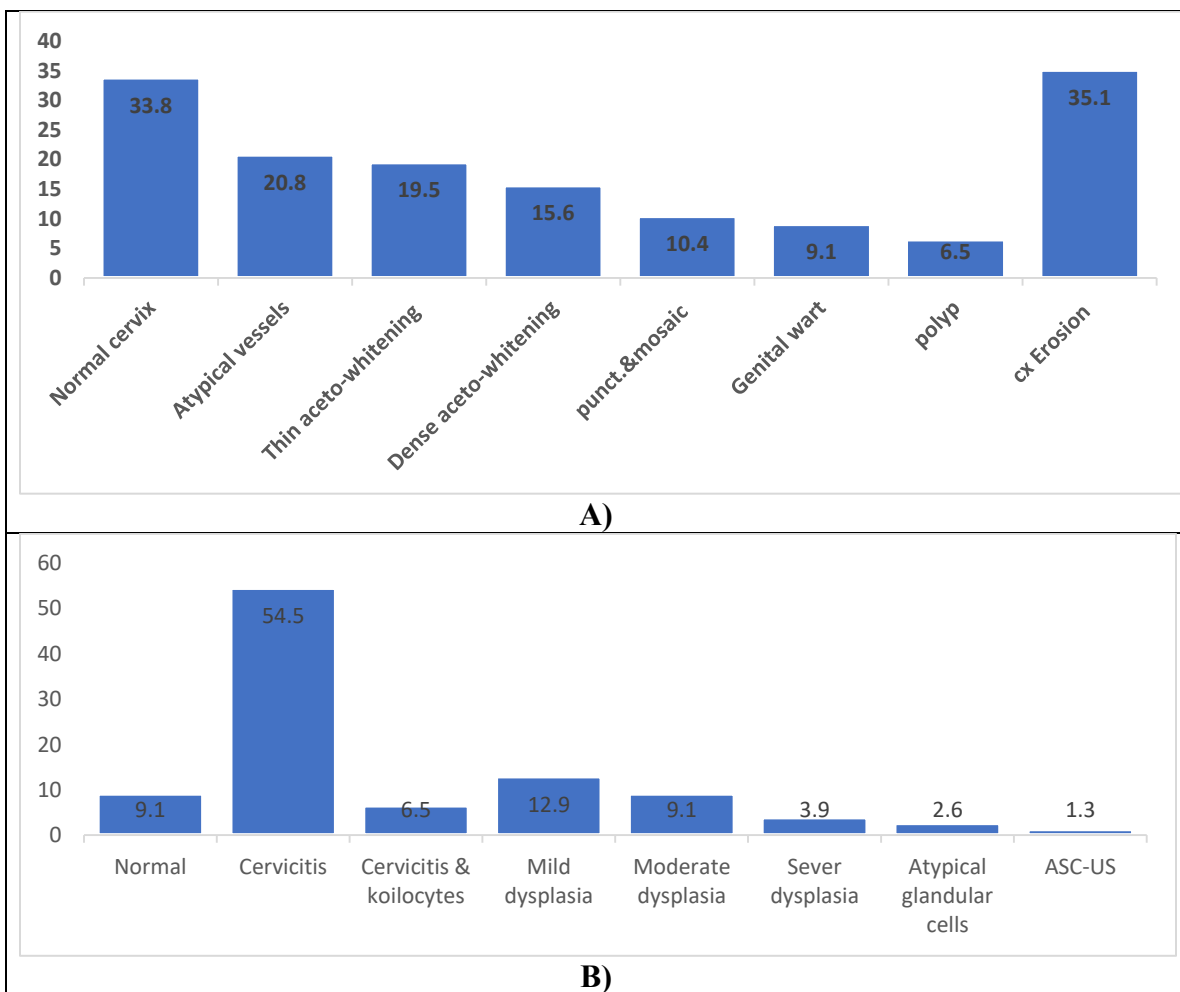 40
35
30
25
20
15
10
5
0
33.8
20.8
19.5
15.6
10.4
9.1
6.5
35.1
Normal cervix
Atypical vessels
Thin aceto-whitening
Dense aceto-whitening
punct.&mosaic
Genital wart
polyp
cx Erosion
A)
60
50
40
30
20
10
0
9.1
54.5
6.5
12.9
9.1
3.9
2.6
1.3
Normal
Cervicitis
Cervicitis &
koilocytes
Mild
dysplasia
Moderate
dysplasia
Sever
dysplasia
Atypical
glandular
cells
ASC-US
B)